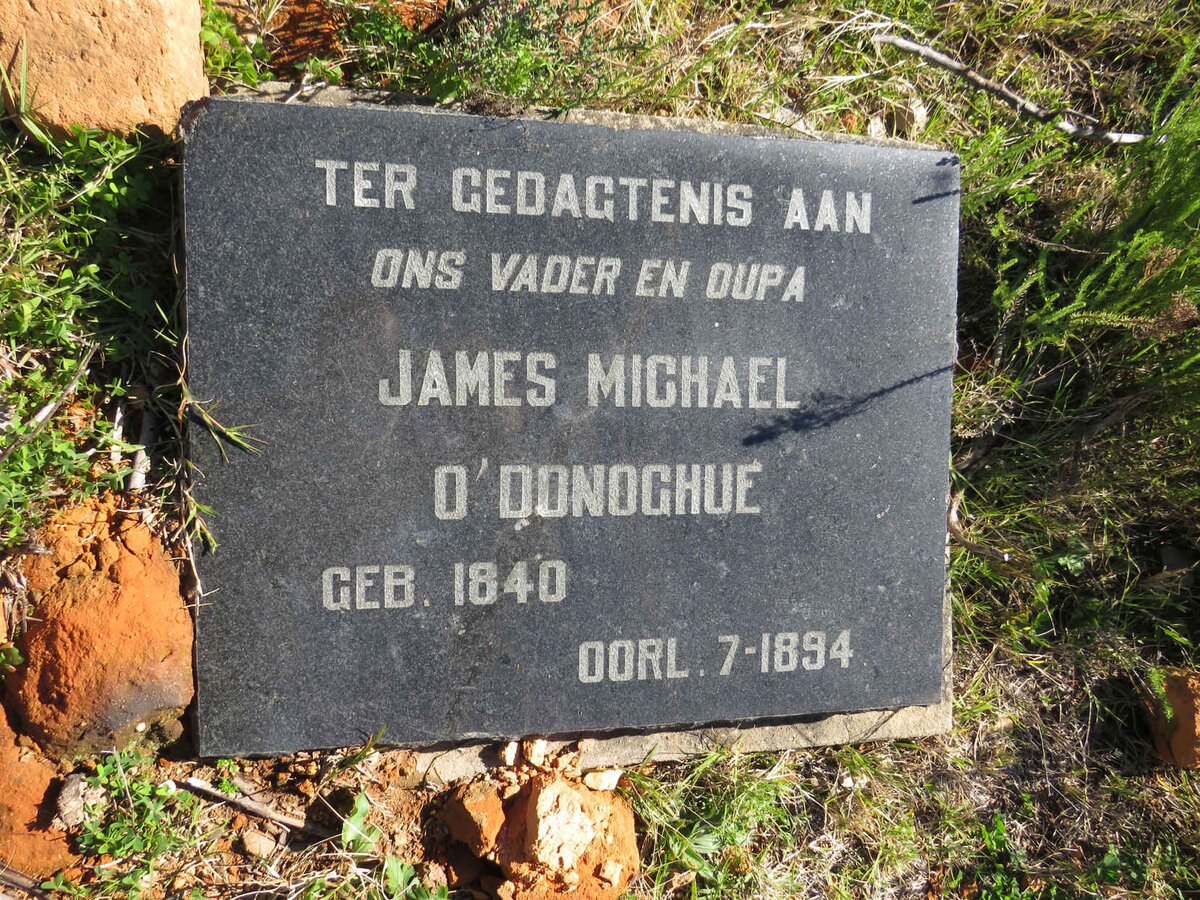 TER GEDAGTENIS AAN
ONS VADER EN OUPA
JAMES MICHAEL
O'DONOGHUE
GEB. 1840
OORL. 7-1894